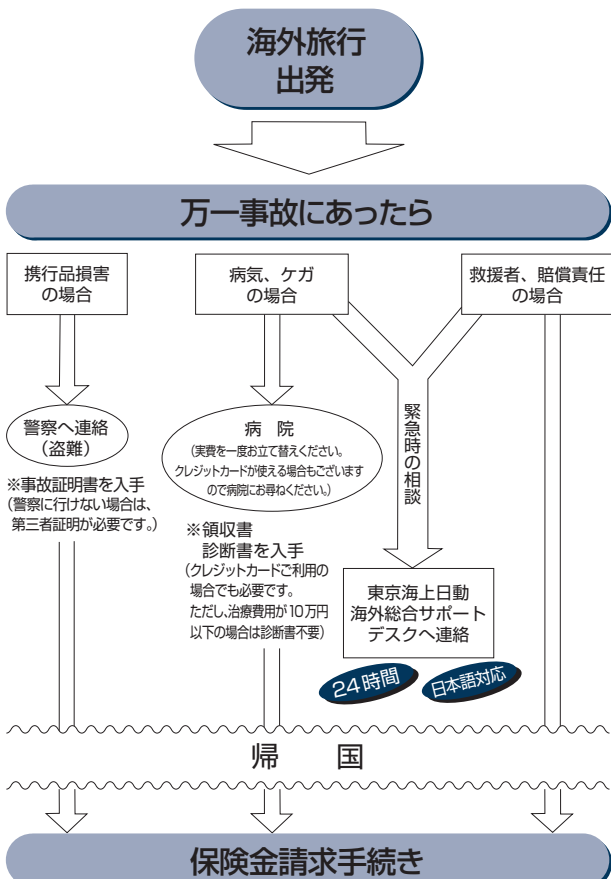 海外旅行
出発
万一事故にあったら
携行品損害
の場合
病気、ケガ
の場合
救援者、賠償責任
の場合
警察へ連絡
(盗難)
※事故証明書を入手
(警察に行けない場合は、
第三者証明が必要です。)
病 院
(実費を一度お立て替えください。
クレジットカードが使える場合もございます
ので病院にお尋ねください。)
※領収書
診断書を入手
(クレジットカードご利用の
場合でも必要です。
ただし、治療費用が10万円
以下の場合は診断書不要)
緊急時の相談
東京海上日動
海外総合サポート
デスクへ連絡
24時間
日本語対応
帰 国
保険金請求手続き